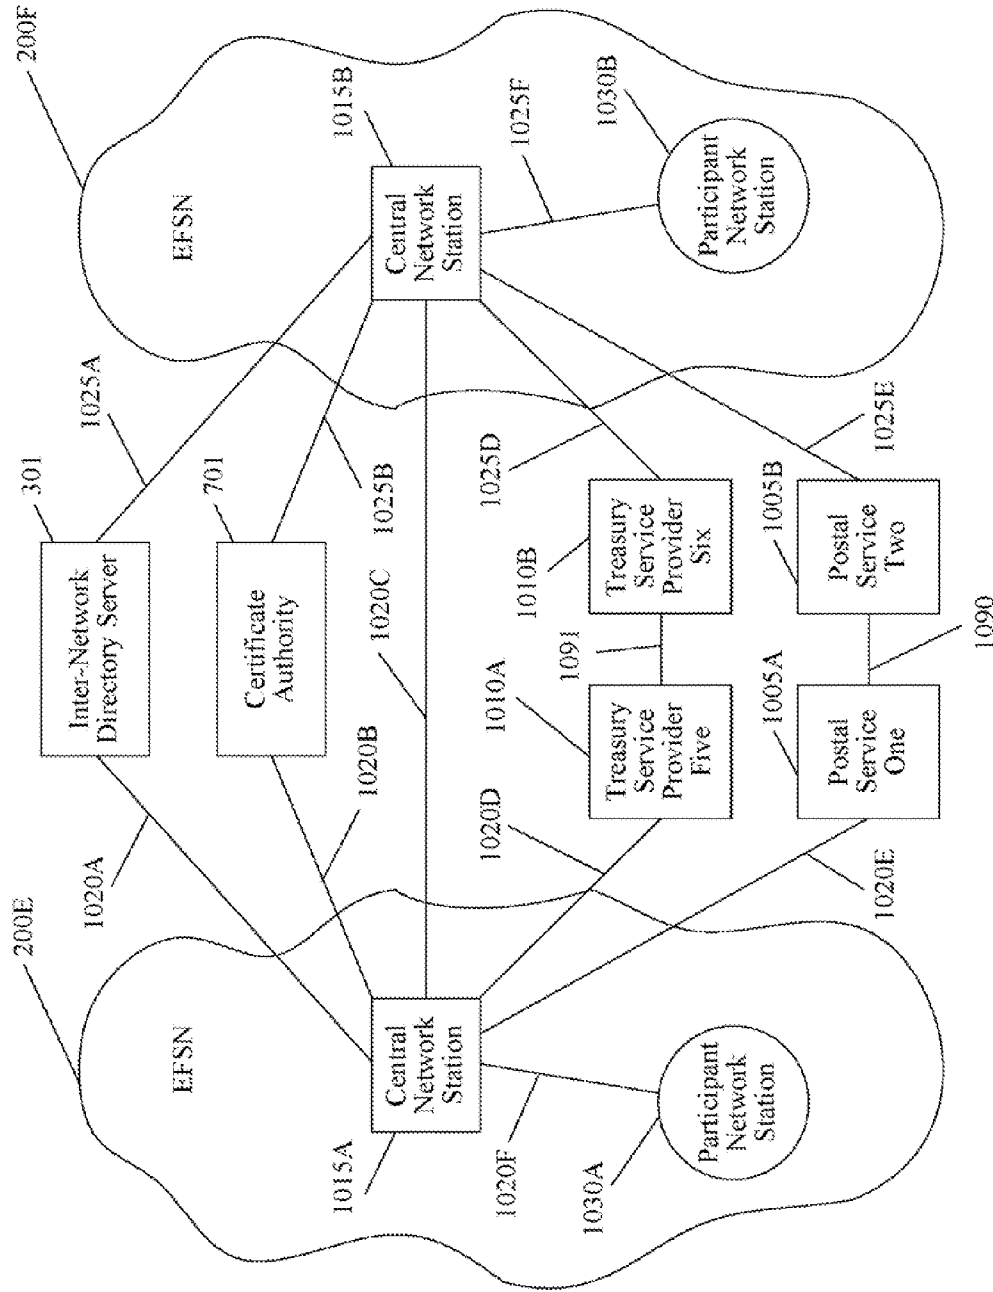 200E
200F
EFSN
EFSN
Inter-Network
Directory Server
301
1020A
1025A
Certificate
Authority
701
1020B
1025B
1020C
Central
Network
Station
1015A
Central
Network
Station
1015B
1020D
1025D
1020F
1025F
Treasury
Service
Provider
Five
1010A
1091
Treasury
Service
Provider
Six
1010B
Participant
Network
Station
1030A
Participant
Network
Station
1030B
1020E
1025E
Postal
Service
One
1005A
1090
Postal
Service
Two
1005B